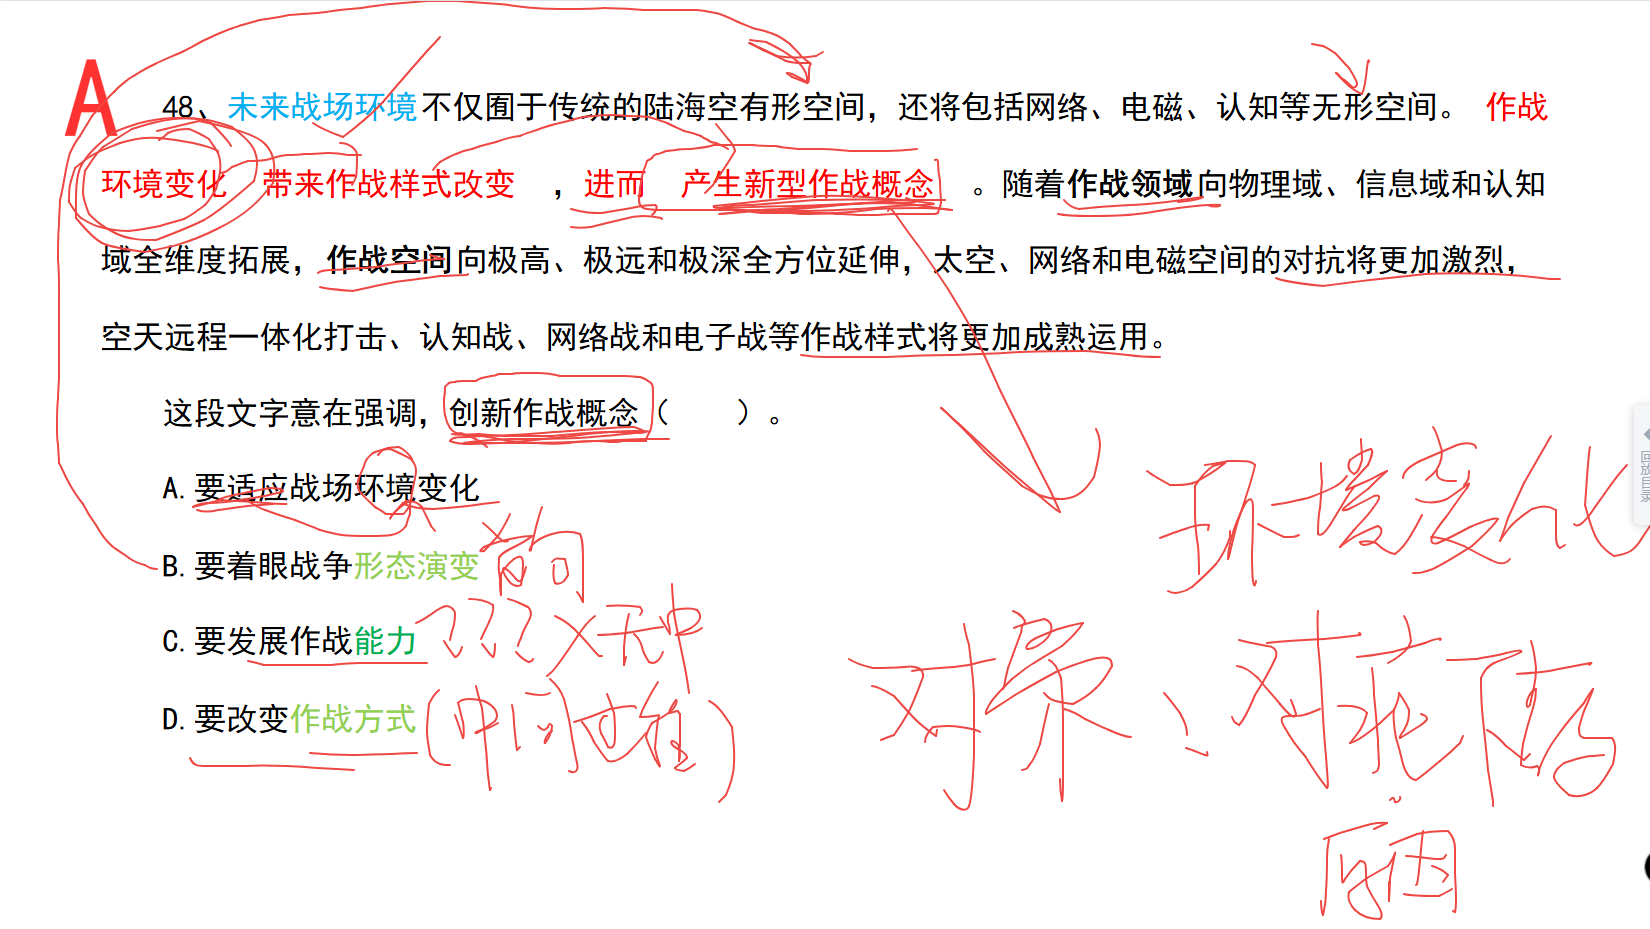 A
48、未来战场环境不仅囿于传统的陆海空有形空间，还将包括网络、电磁、认知等无形空间。 作战
环境变化 带来作战样式改变 ，进而 产生新型作战概念 。随着作战领域向物理域、信息域和认知
域全维度拓展，作战空间向极高、极远和极深全方位延伸，太空、网络和电磁空间的对抗将更加激烈，
空天远程一体化打击、认知战、网络战和电子战等作战样式将更加成熟运用。
这段文字意在强调，创新作战概念（ ）。
A.要适应战场环境变化
B.要着眼战争形态演变
C.要发展作战能力
D.要改变作战方式
环境变化
对
原因
回放目录